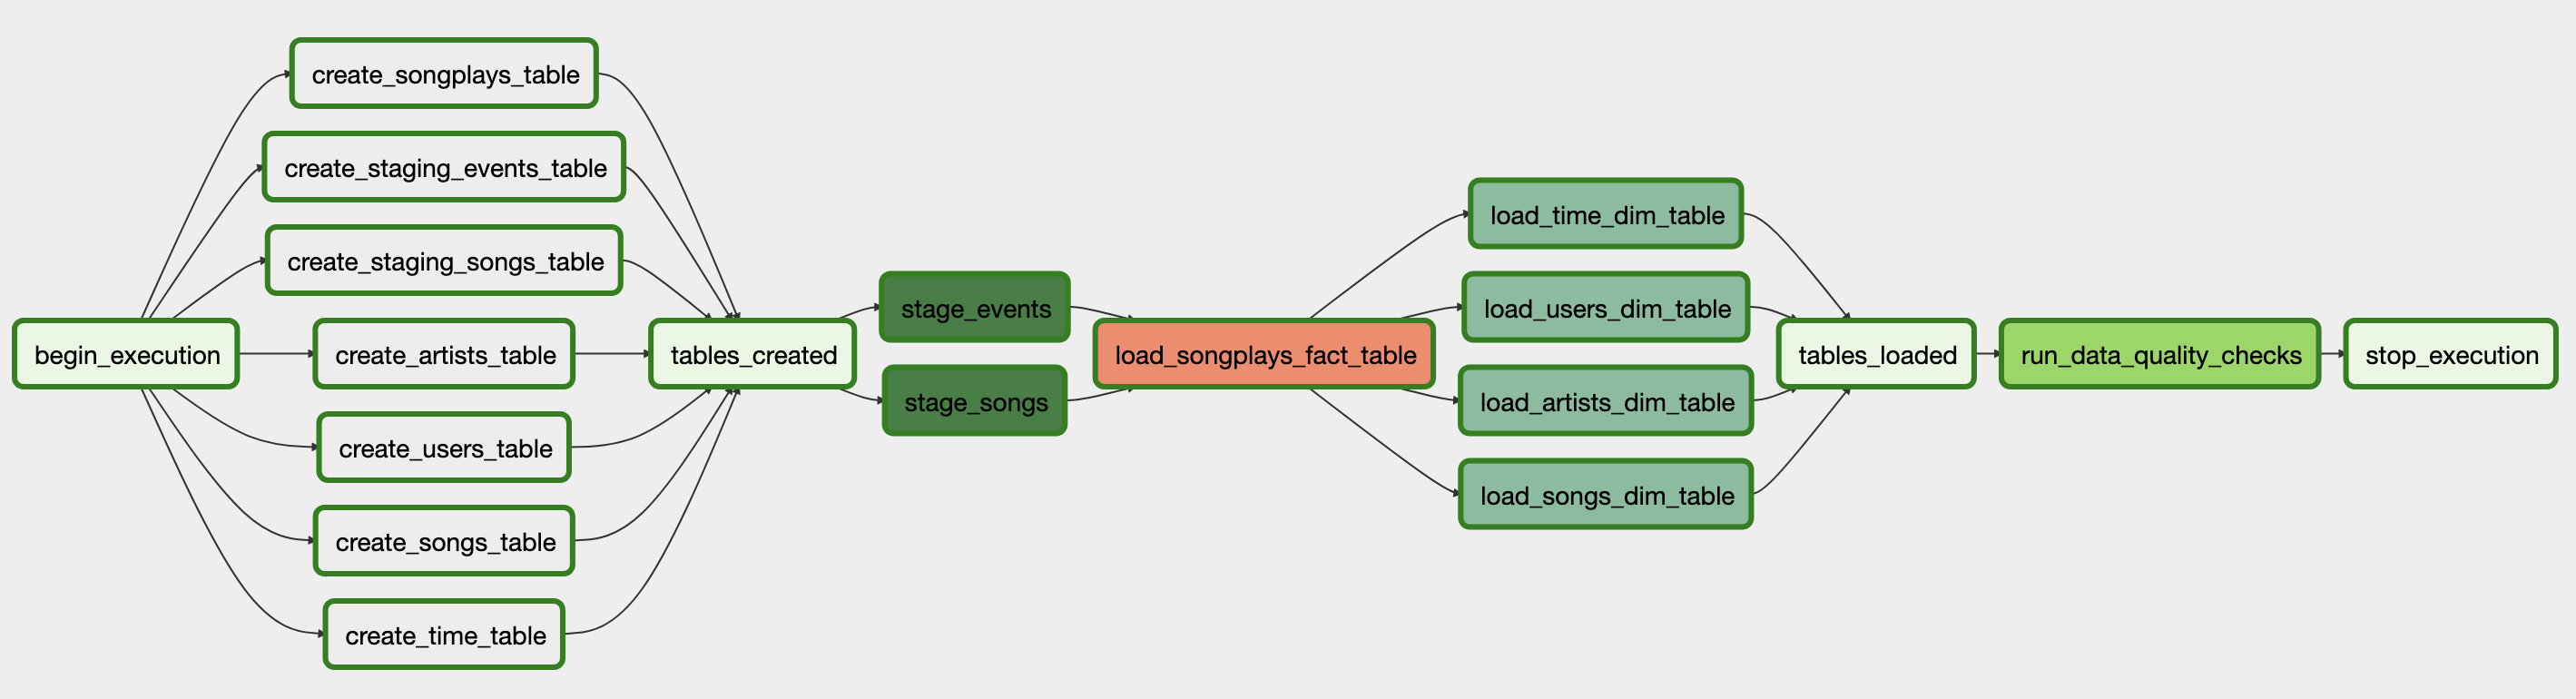 create_songplays_table
create_staging_events_table
create_staging_songs_table
begin_execution
create_artists_table
create_users_table
create_songs_table
create_time_table
tables_created
stage_events
stage_songs
load_songplays_fact_table
load_time_dim_table
load_users_dim_table
load_artists_dim_table
load_songs_dim_table
tables_loaded
run_data_quality_checks
stop_execution